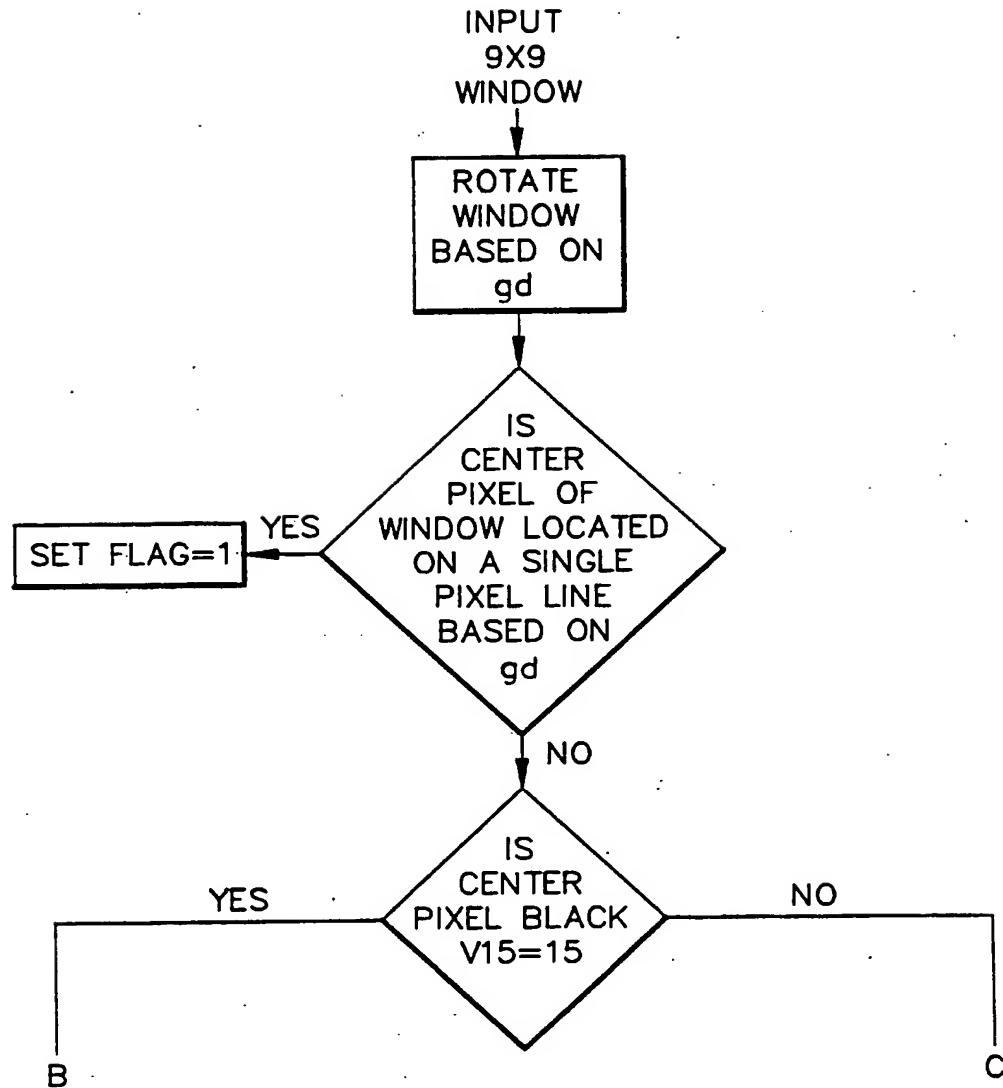 INPUT
9X9
WINDOW
ROTATE
WINDOW
BASED ON
gd
IS
CENTER
PIXEL OF
WINDOW LOCATED
ON A SINGLE
PIXEL LINE
BASED ON
gd
YES
SET FLAG=1
NO
IS
CENTER
PIXEL BLACK
V15=15
YES
NO
B
C